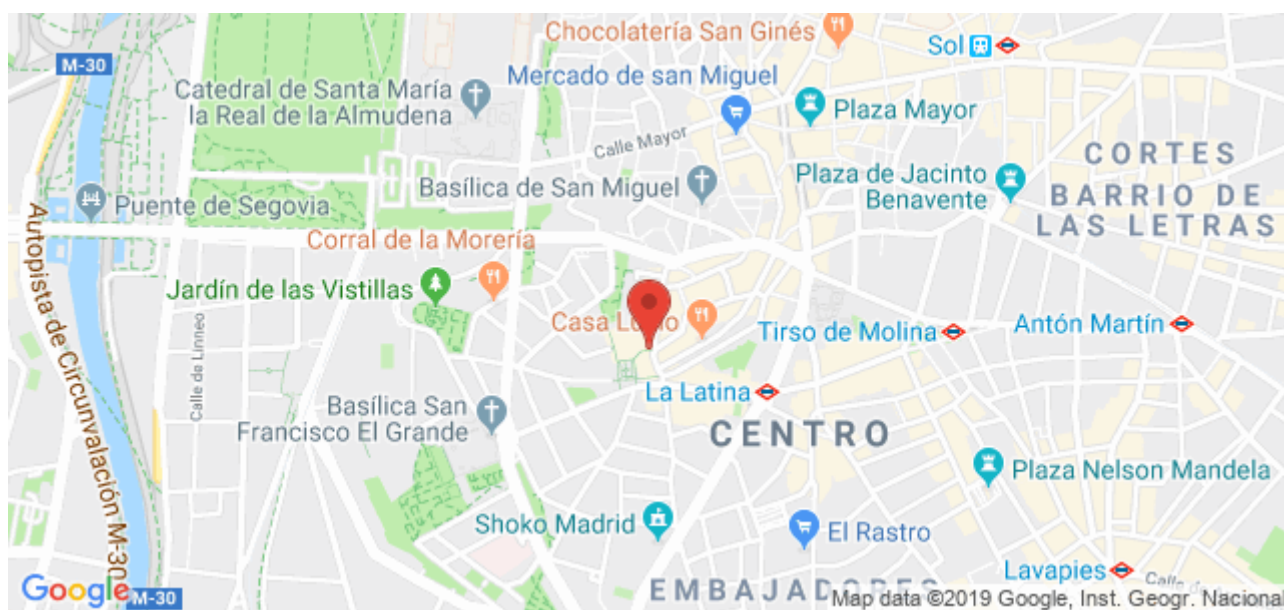 Chocolatería San Ginés
Sol
M-30
Mercado de san Miguel
Catedral de Santa María
la Real de la Almudena
Plaza Mayor
Calle Mayor
CORTES
Plaza de Jacinto
Benavente
Basílica de San Miguel
BARRIO DE
LAS LETRAS
Puente de Segovia
Corral de la Morería
Autopista de Circunvalación M-30
Jardín de las Vistillas
Casa
Tirso de Molina
Antón Martín
Calle de Linneo
La Latina
Basílica San
Francisco El Grande
CENTRO
Plaza Nelson Mandela
Shoko Madrid
El Rastro
Lavapies
EMBAJADORES
Google
M-30
Map data ©2019 Google, Inst. Geogr. Naciona